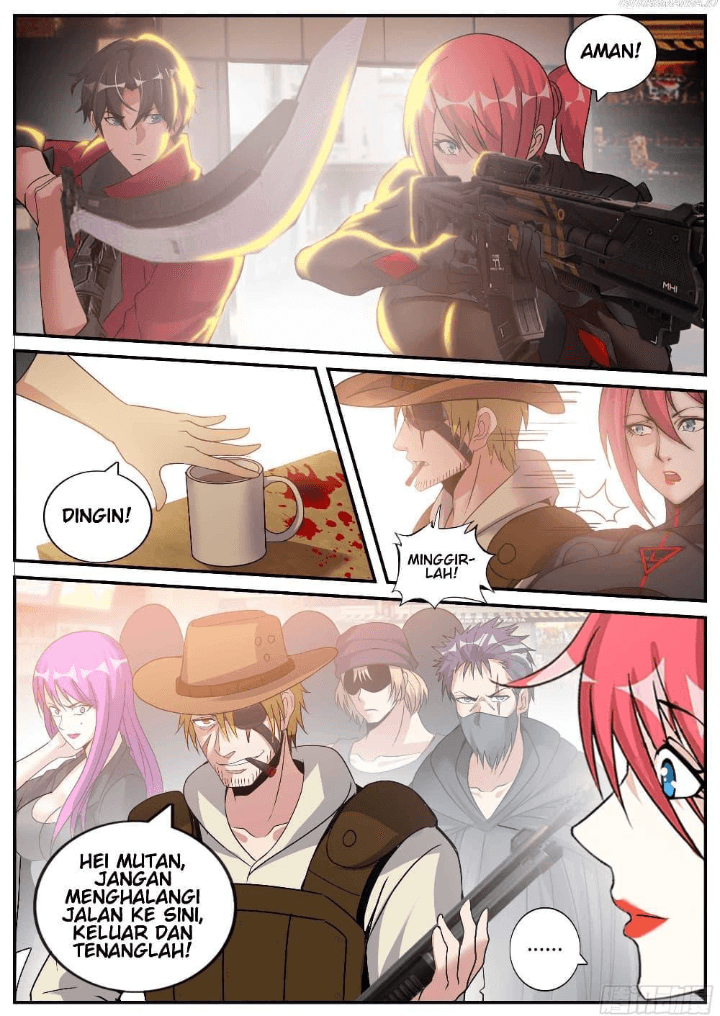 AMAN!
DINGIN!
MINGGIR-
LAH!
HEI MUTAN,
JANGAN
MENGHALANGI
JALAN KE SINI,
KELUAR DAN
TENANGLAH!
......
MHI